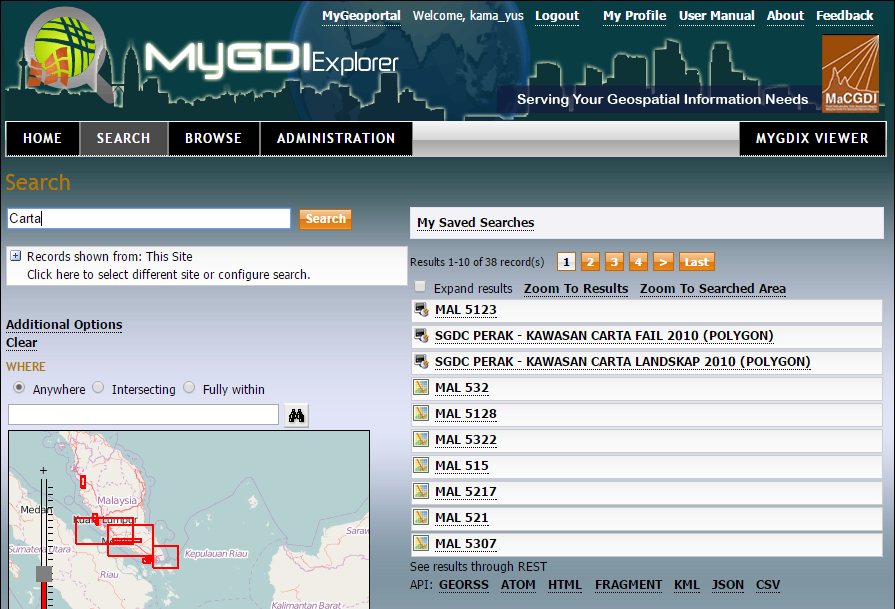 MyGeoportal Welcome, kama_yus Logout My Profile User Manual About Feedback
MyGDI Explorer
Serving Your Geospatial Information Needs
MaCGDI
HOME SEARCH BROWSE ADMINISTRATION MYGDIX VIEWER
Search
Carta Search
Records shown from: This Site
Click here to select different site or configure search.
Additional Options
Clear
WHERE
Anywhere Intersecting Fully within
+
Malaysia
Medan
Kuala Lumpur
Sumatera Utara
Kepulauan Riau
Riau
Saraw
Kalimantan Barat
My Saved Searches
Results 1-10 of 38 record(s) 1 2 3 4 > Last
Expand results Zoom To Results Zoom To Searched Area
MAL 5123
SGDC PERAK - KAWASAN CARTA FAIL 2010 (POLYGON)
SGDC PERAK - KAWASAN CARTA LANDSKAP 2010 (POLYGON)
MAL 532
MAL 5128
MAL 5322
MAL 515
MAL 5217
MAL 521
MAL 5307
See results through REST
API: GEORSS ATOM HTML FRAGMENT KML JSON CSV